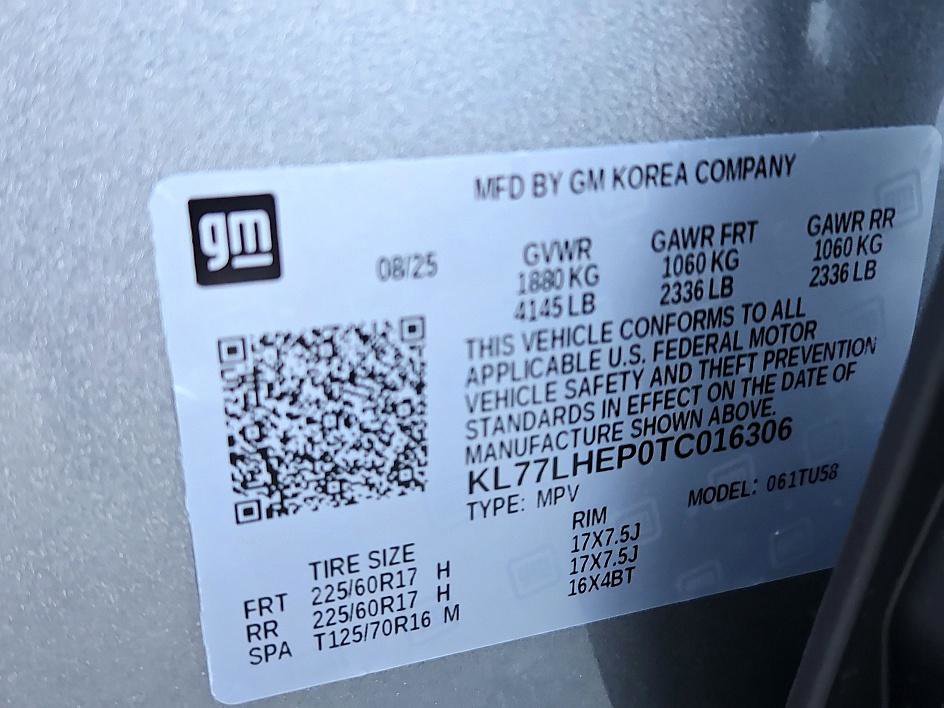 gm
MFD BY GM KOREA COMPANY
08/25
GVWR
1880 KG
4145 LB
GAWR FRT
1060 KG
2336 LB
GAWR RR
1060 KG
2336 LB
THIS VEHICLE CONFORMS TO ALL
APPLICABLE U.S. FEDERAL MOTOR
VEHICLE SAFETY AND THEFT PREVENTION
STANDARDS IN EFFECT ON THE DATE OF
MANUFACTURE SHOWN ABOVE.
KL77LHEP0TC016306
TYPE: MPV MODEL: 061TU58
TIRE SIZE RIM
FRT 225/60R17 H 17X7.5J
RR 225/60R17 H 17X7.5J
SPA T125/70R16 M 16X4BT